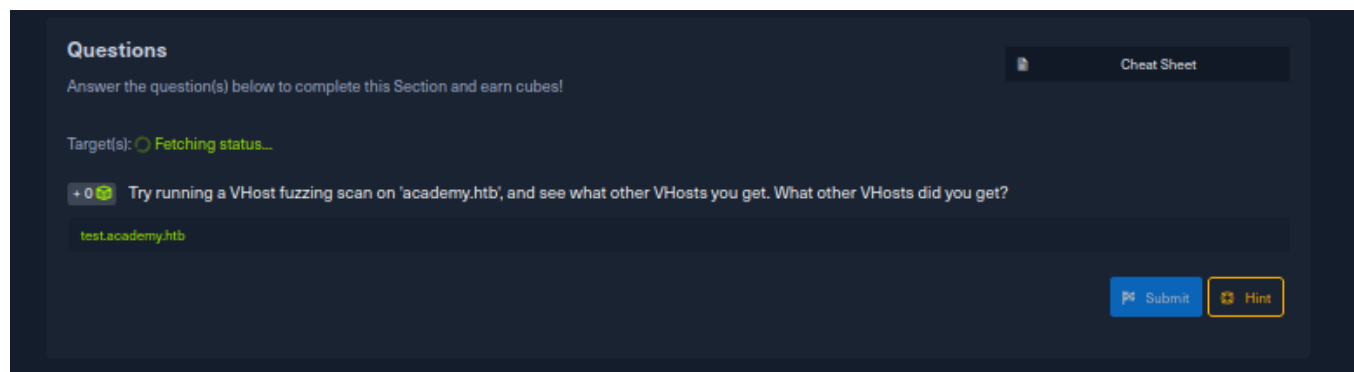 Questions
Cheat Sheet
Answer the question(s) below to complete this Section and earn cubes!
Target(s): Fetching status...
+ 0 Try running a VHost fuzzing scan on 'academy.htb', and see what other VHosts you get. What other VHosts did you get?
test.academy.htb
Submit
Hint